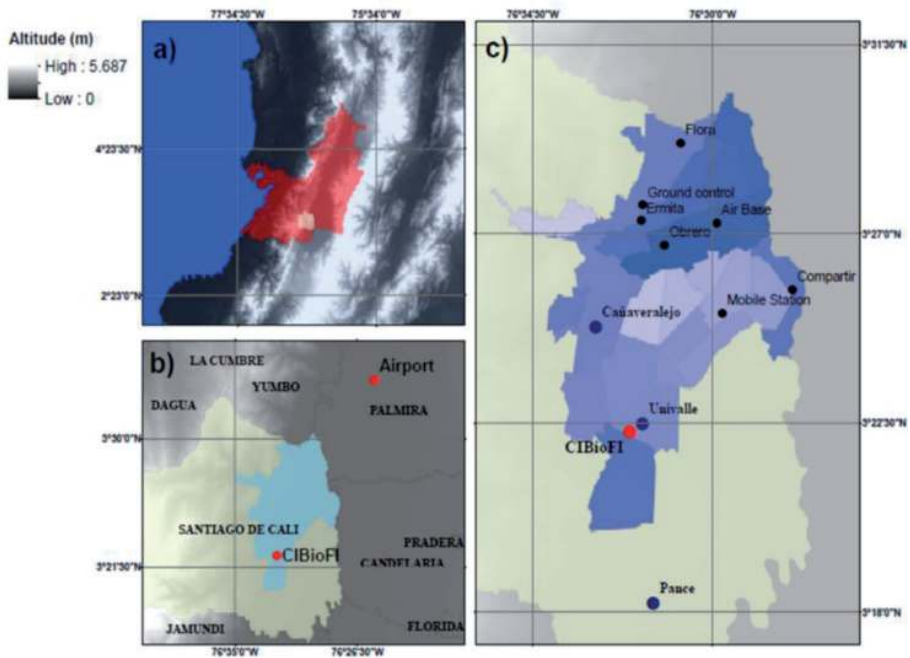 77°34'30"W 75°54'0"W
Altitude (m)
High : 5.687
Low : 0
a)
4°23'30"N
2°23'0"N
b)
LA CUMBRE
YUMBO
Airport
DAGUA
PALMIRA
3°30'0"N
SANTIAGO DE CALI
CIBioFI
PRADERA
3°21'30"N
CANDELARIA
JAMUNDI
FLORIDA
76°35'0"W 76°26'30"W
76°34'30"W 76°30'0"W
c)
3°31'30"N
Flora
Ground control
Ermita
Air Base
3°27'0"N
Obrero
Compartir
Mobile Station
Cañaveralejo
Univalle
3°22'30"N
CIBioFI
Pance
3°18'0"N